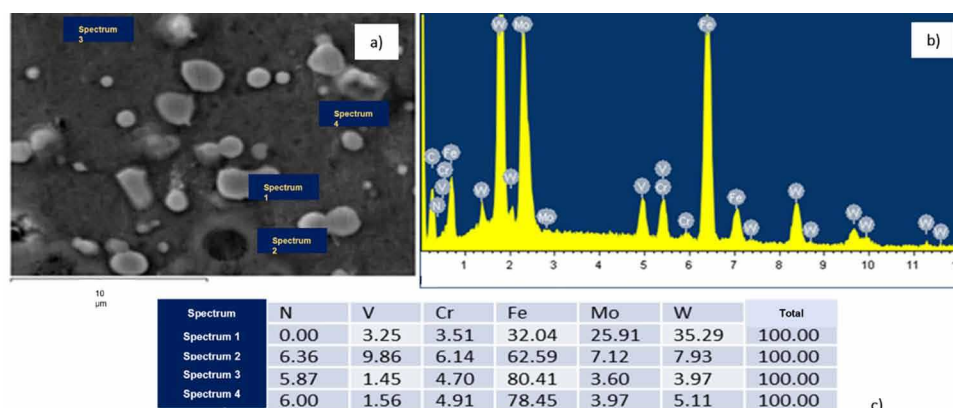 Spectrum
3
a)
Spectrum
4
Spectrum
1
Spectrum
2
10
µm
b)
W Mo Fe
C Fe
Cr
V
N
W
W
Mo
V
V
Cr
Cr
Fe
W
W
W
W
W
W
W
1 2 3 4 5 6 7 8 9 10 11
Spectrum N V Cr Fe Mo W Total
Spectrum 1 0.00 3.25 3.51 32.04 25.91 35.29 100.00
Spectrum 2 6.36 9.86 6.14 62.59 7.12 7.93 100.00
Spectrum 3 5.87 1.45 4.70 80.41 3.60 3.97 100.00
Spectrum 4 6.00 1.56 4.91 78.45 3.97 5.11 100.00
c)